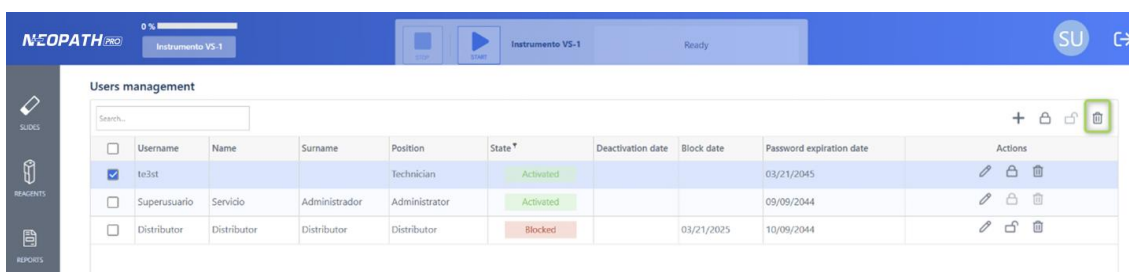 0 %
NEOPATH PRO
Instrumento VS-1
STOP
START
Instrumento VS-1
Ready
SU
Users management
SLIDES
REAGENTS
REPORTS
Search...
Username Name Surname Position State Deactivation date Block date Password expiration date Actions
te3st Technician Activated 03/21/2045
Superusuario Servicio Administrador Administrator Activated 09/09/2044
Distributor Distributor Distributor Distributor Blocked 03/21/2025 10/09/2044